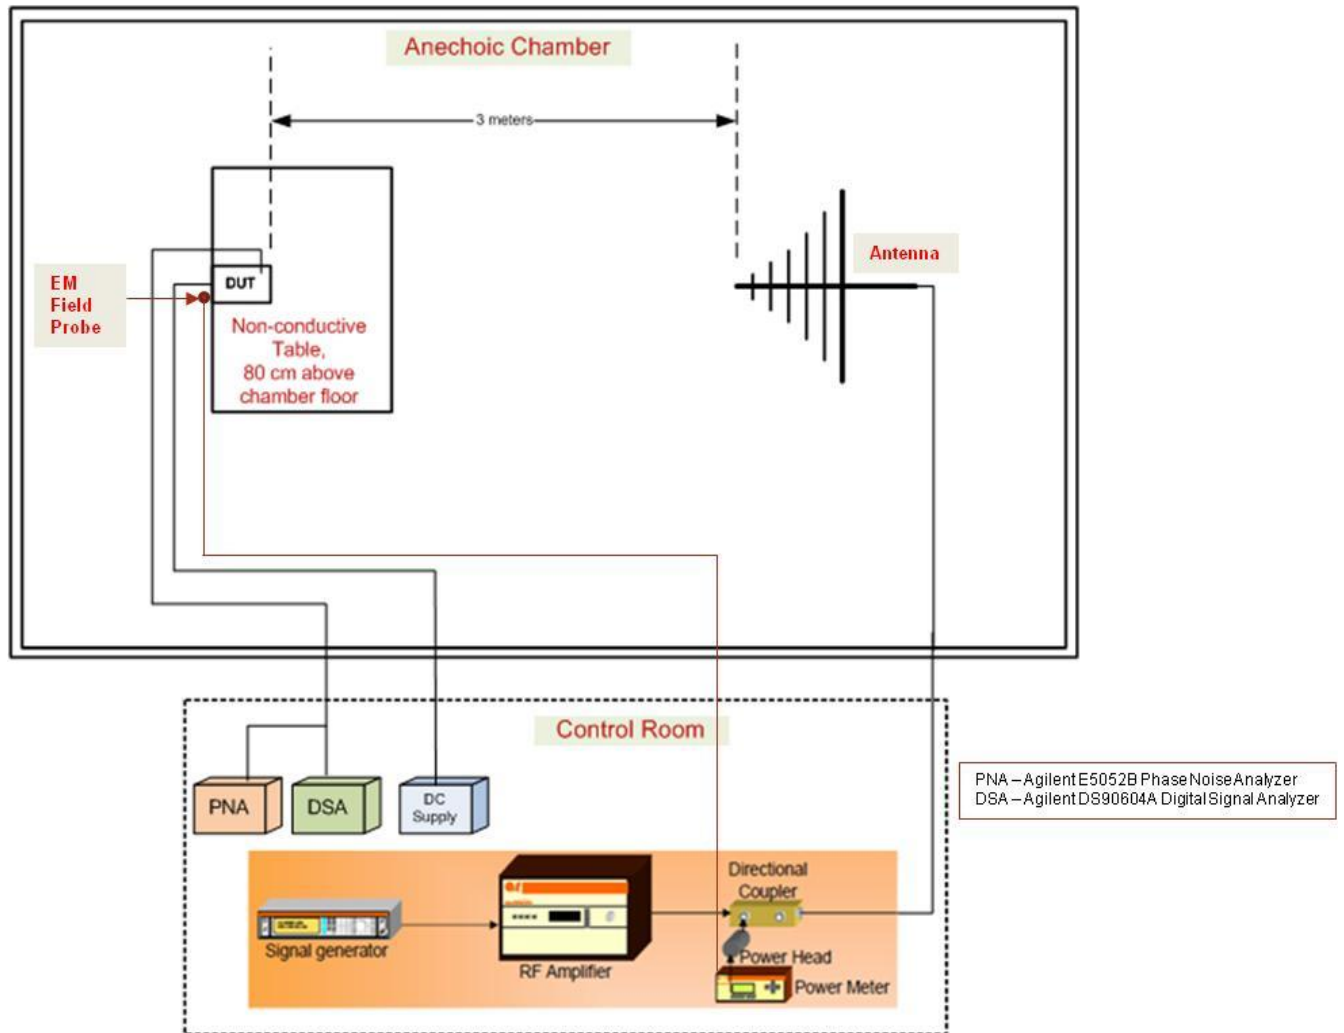 Anechoic Chamber
3 meters
Antenna
EM
Field
Probe
DUT
Non-conductive
Table,
80 cm above
chamber floor
Control Room
PNA
DSA
DC
Supply
PNA – Agilent E5052B Phase Noise Analyzer
DSA – Agilent DS90604A Digital Signal Analyzer
Directional
Coupler
Signal generator
RF Amplifier
Power Head
Power Meter